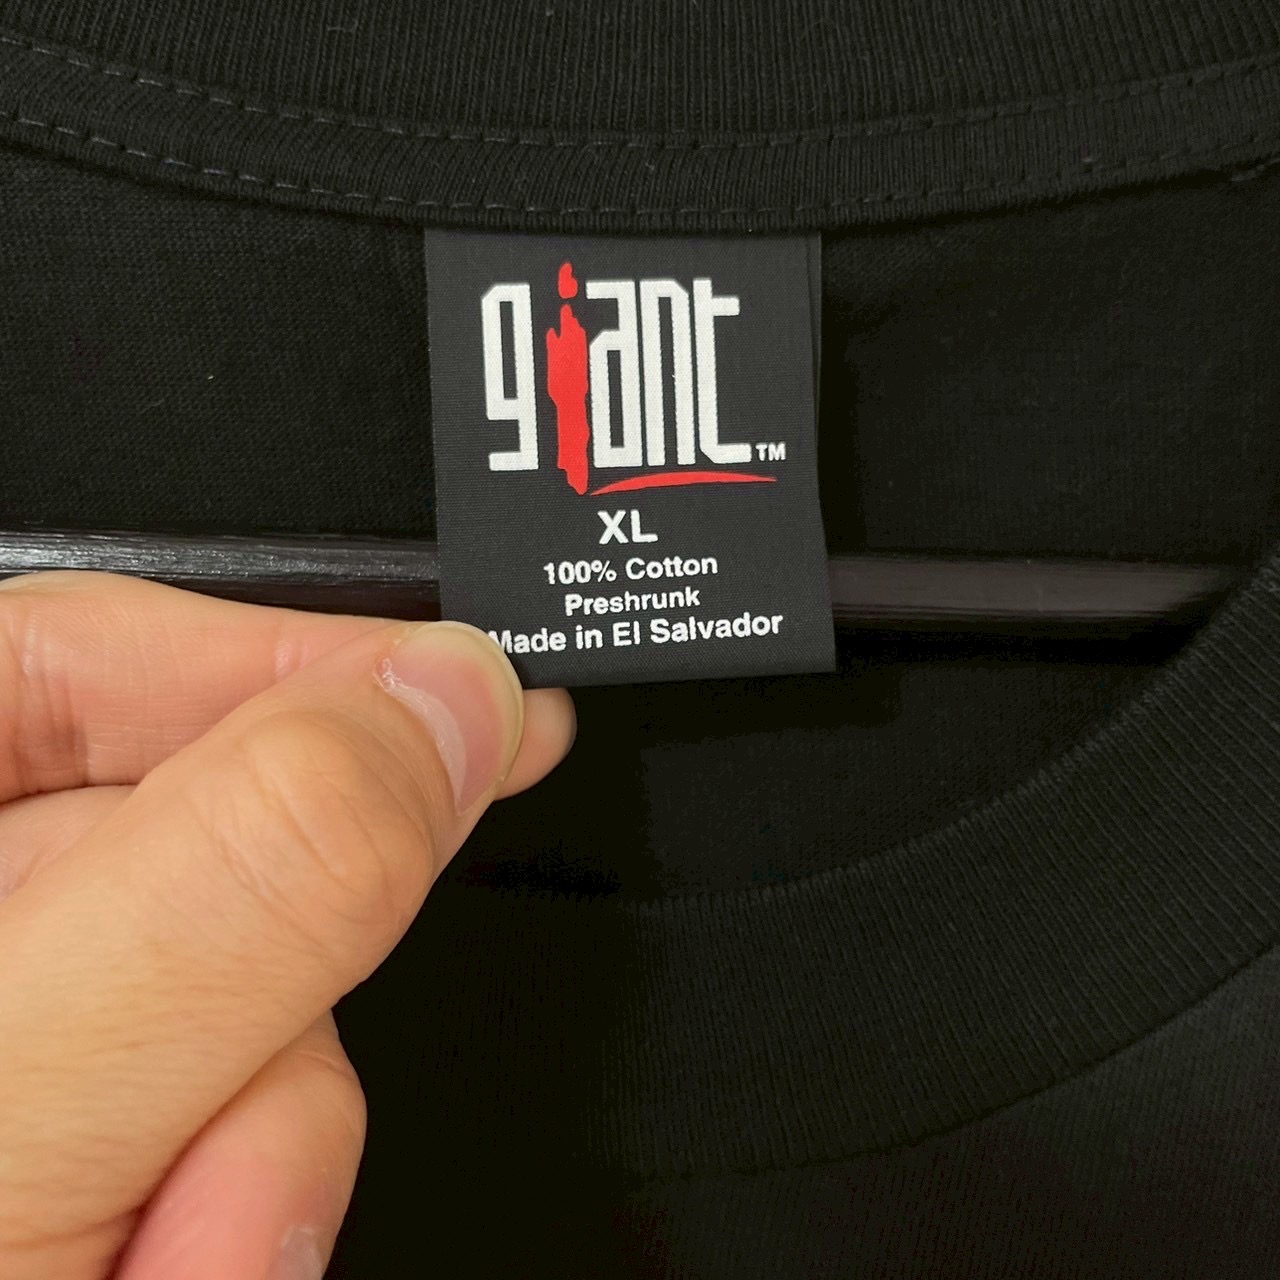 giant™
XL
100% Cotton
Preshrunk
Made in El Salvador